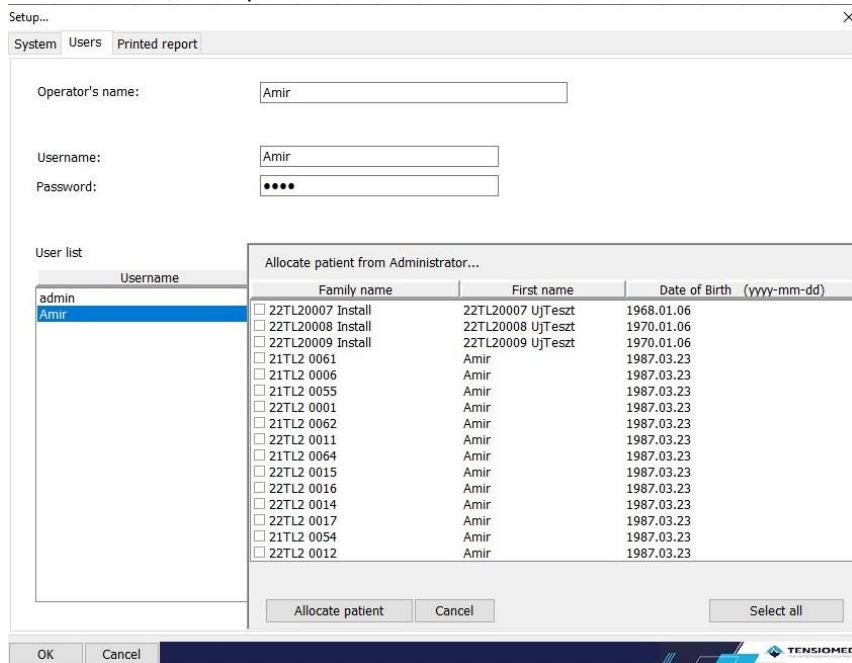 Setup...
System Users Printed report
Operator's name: Amir
Username: Amir
Password: ●●●●
User list
Username
admin
Amir
Allocate patient from Administrator...
Family name First name Date of Birth (yyyy-mm-dd)
22TL20007 Install 22TL20007 UjTeszt 1968.01.06
22TL20008 Install 22TL20008 UjTeszt 1970.01.06
22TL20009 Install 22TL20009 UjTeszt 1970.01.06
21TL2 0061 Amir 1987.03.23
21TL2 0006 Amir 1987.03.23
21TL2 0055 Amir 1987.03.23
22TL2 0001 Amir 1987.03.23
21TL2 0062 Amir 1987.03.23
22TL2 0011 Amir 1987.03.23
21TL2 0064 Amir 1987.03.23
22TL2 0015 Amir 1987.03.23
22TL2 0016 Amir 1987.03.23
22TL2 0014 Amir 1987.03.23
22TL2 0017 Amir 1987.03.23
21TL2 0054 Amir 1987.03.23
22TL2 0012 Amir 1987.03.23
Allocate patient Cancel Select all
OK Cancel TENSIOMED